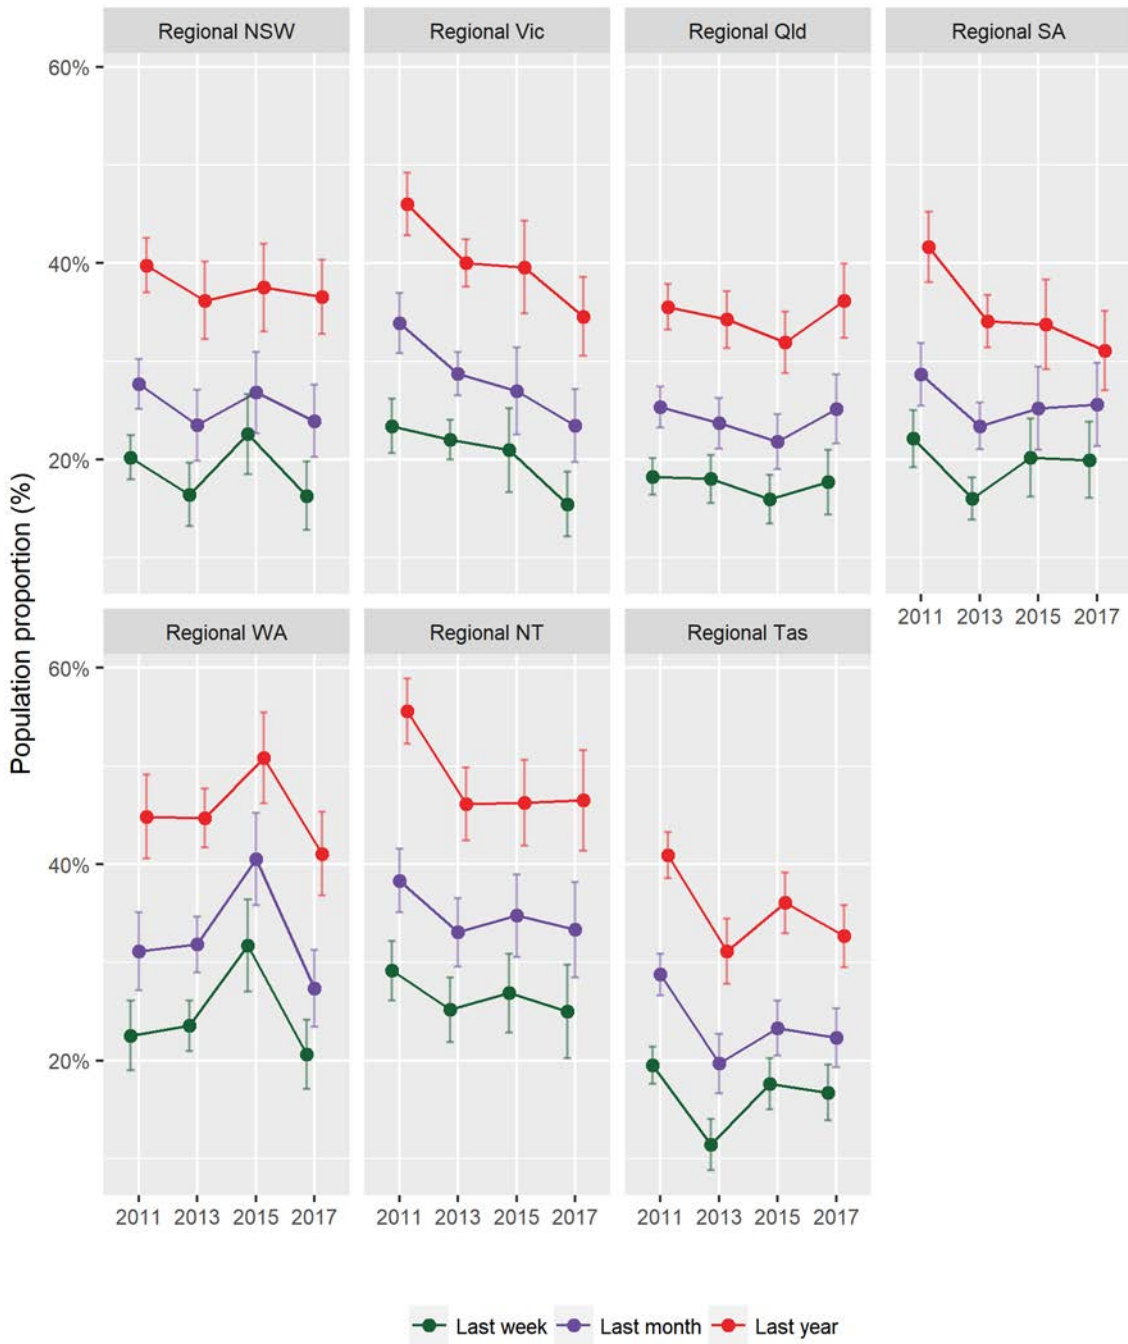 Regional NSW Regional Vic Regional Qld Regional SA
60%
40%
20%
2011 2013 2015 2017
Population proportion (%)
Regional WA Regional NT Regional Tas
60%
40%
20%
2011 2013 2015 2017 2011 2013 2015 2017 2011 2013 2015 2017
Last week Last month Last year